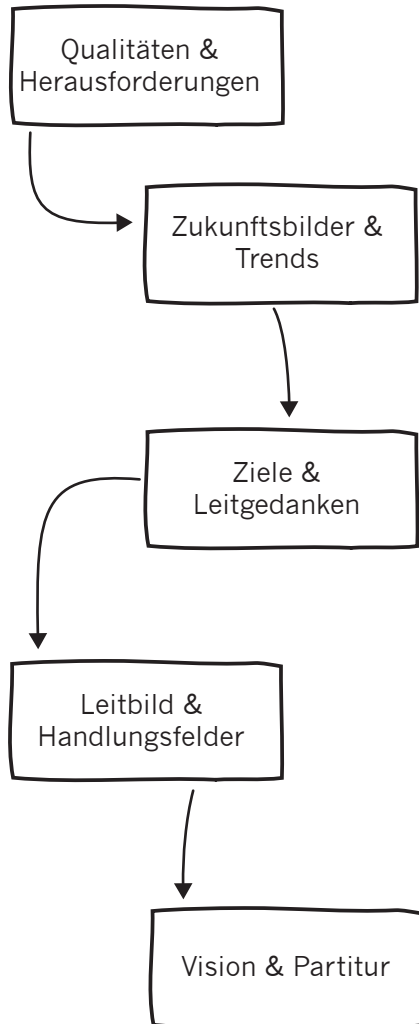 Qualitäten &
Herausforderungen
Zukunftsbilder &
Trends
Ziele &
Leitgedanken
Leitbild &
Handlungsfelder
Vision & Partitur